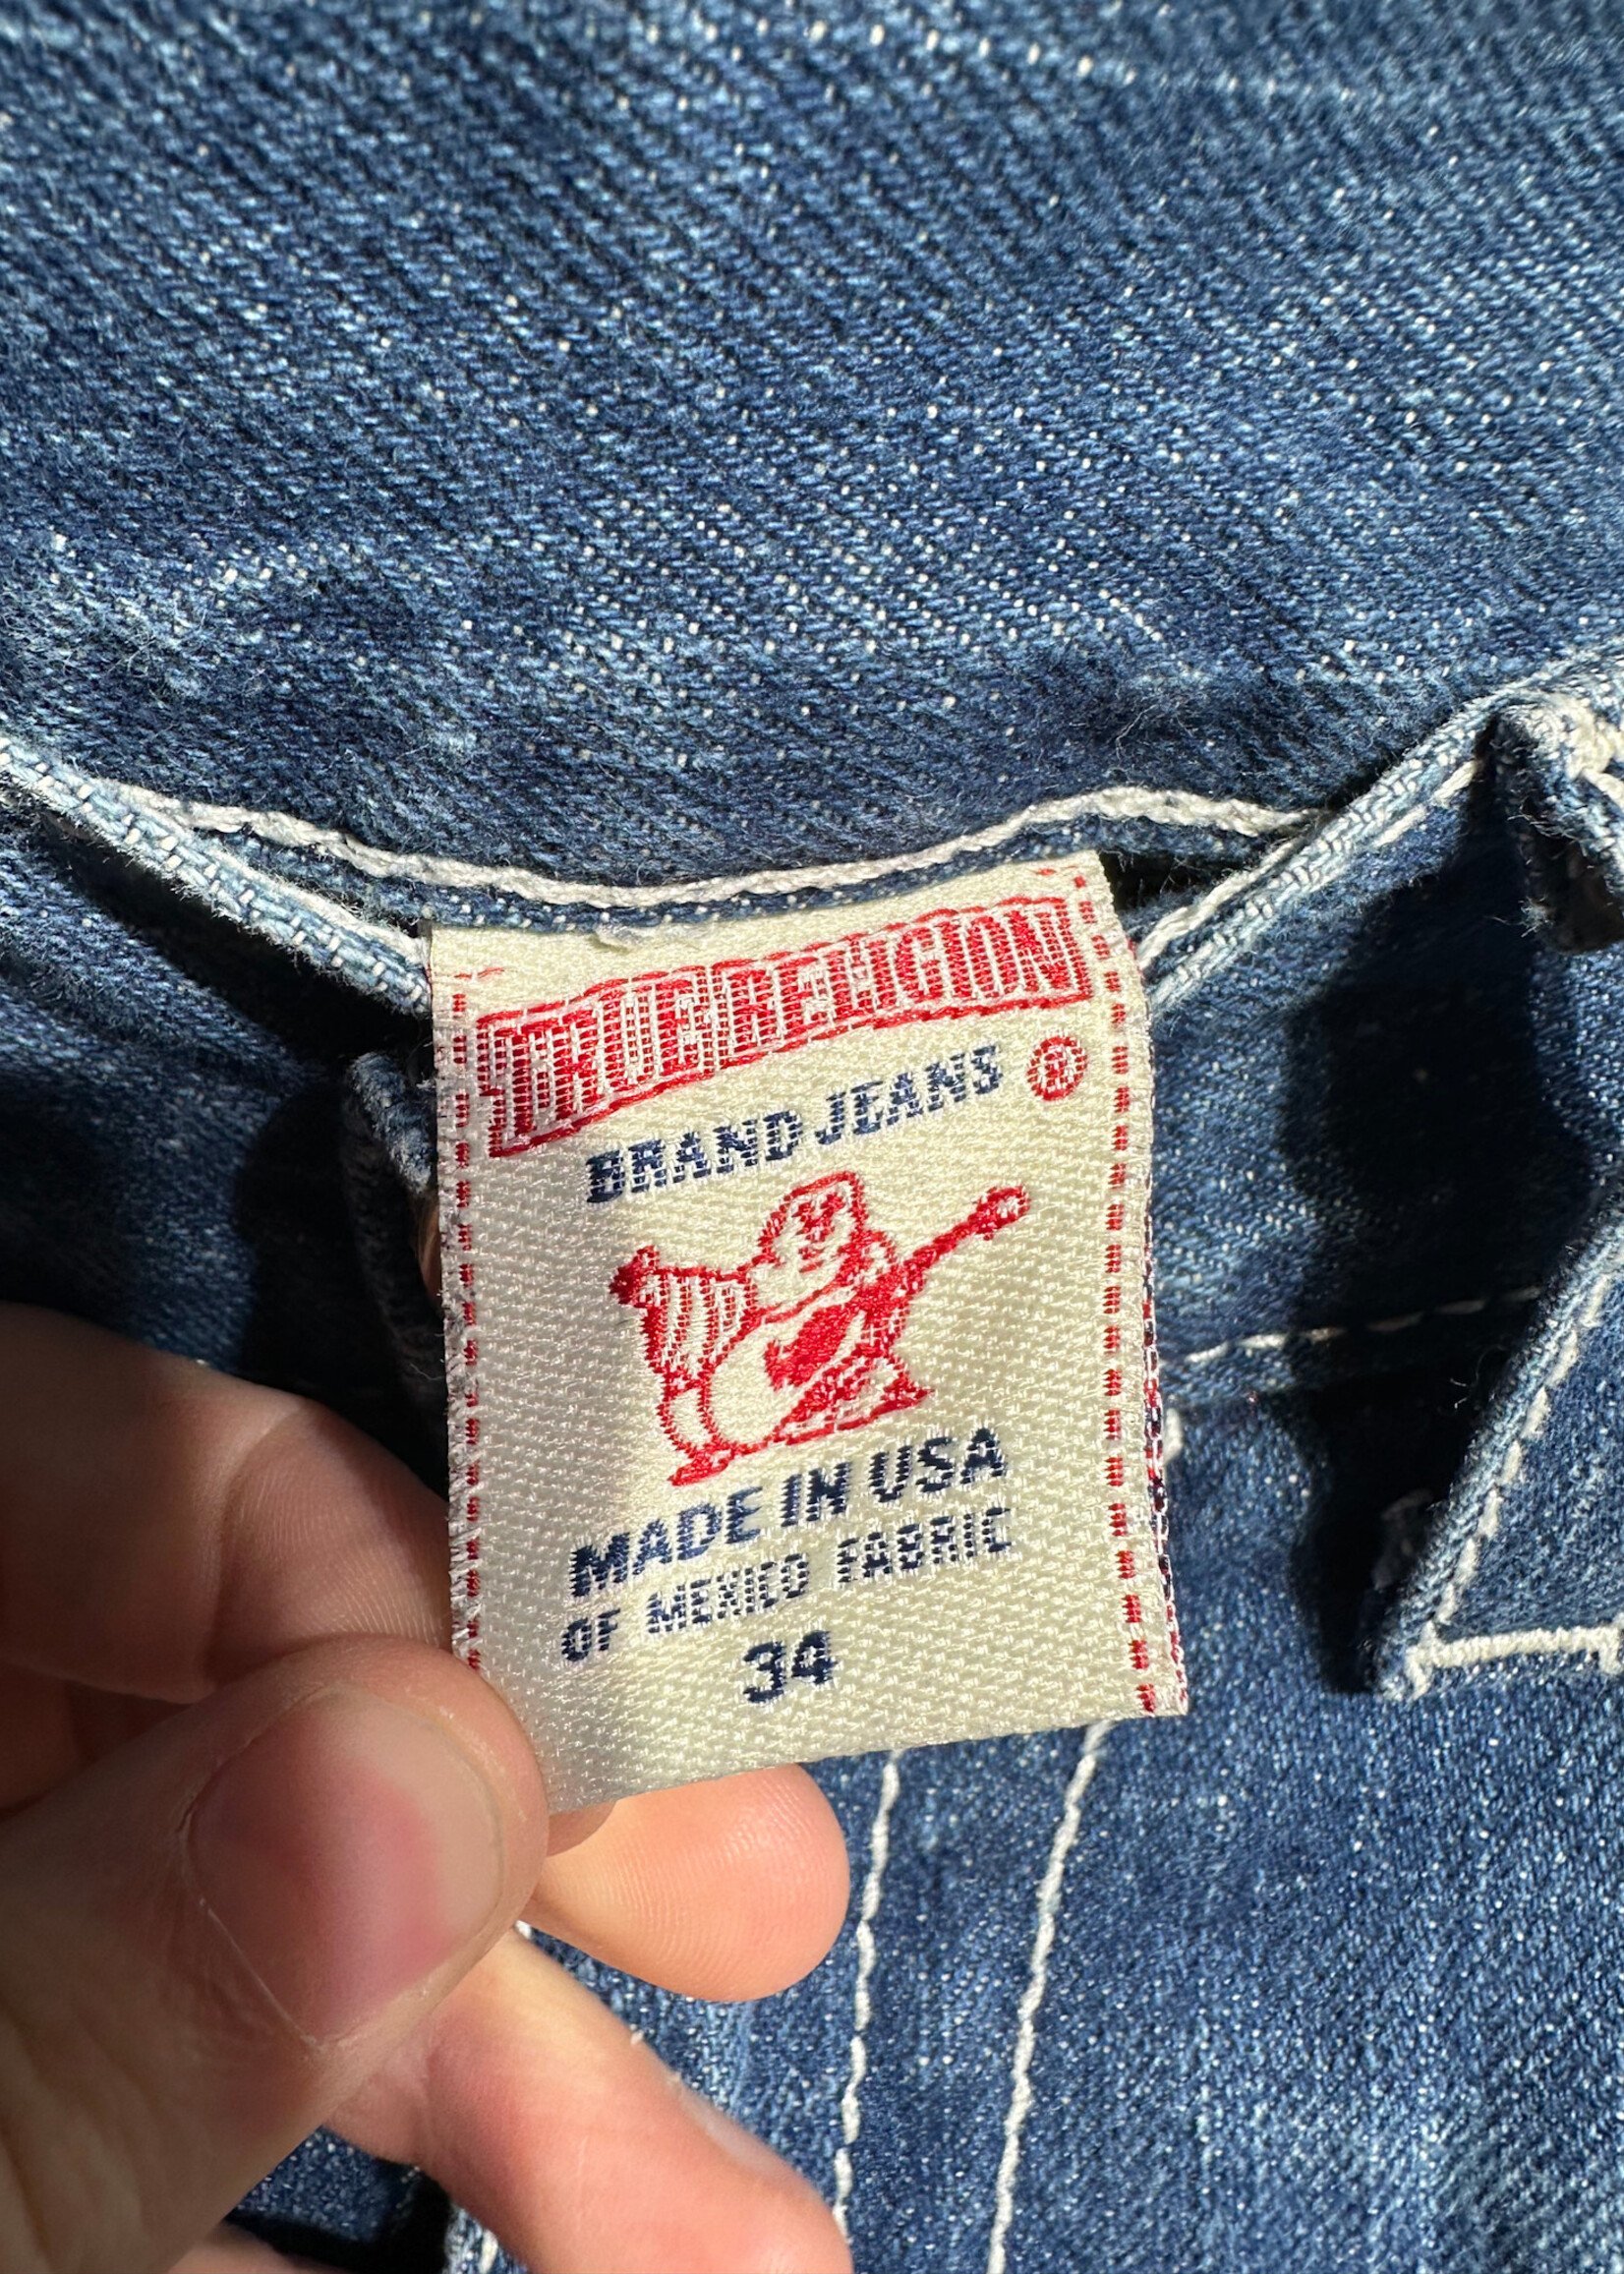 TRUE RELIGION
BRAND JEANS ®
MADE IN USA
OF MEXICO FABRIC
34